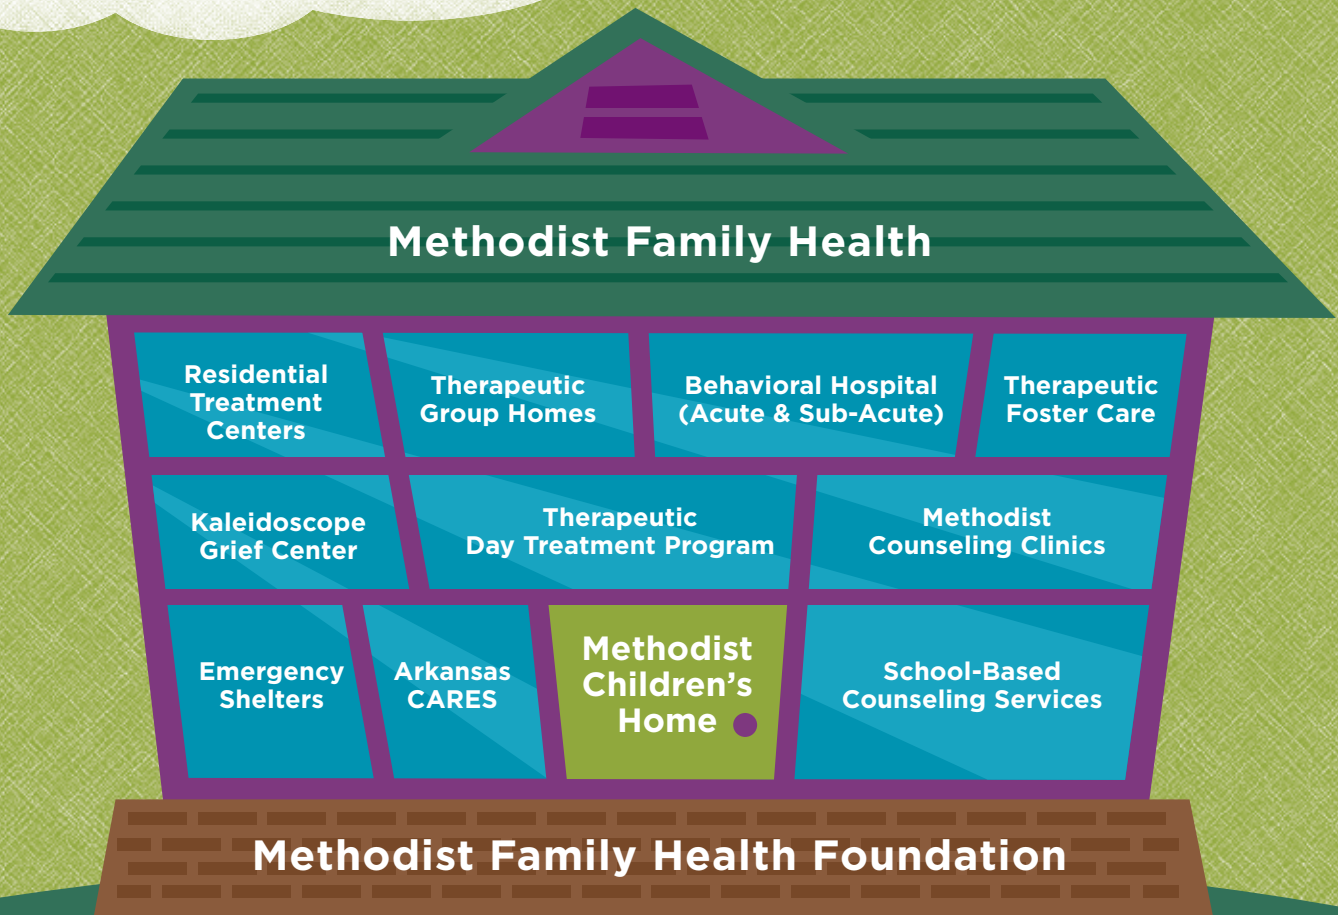 Methodist Family Health
Residential
Treatment
Centers
Therapeutic
Group Homes
Behavioral Hospital
(Acute & Sub-Acute)
Therapeutic
Foster Care
Kaleidoscope
Grief Center
Therapeutic
Day Treatment Program
Methodist
Counseling Clinics
Emergency
Shelters
Arkansas
CARES
Methodist
Children's
Home
School-Based
Counseling Services
Methodist Family Health Foundation